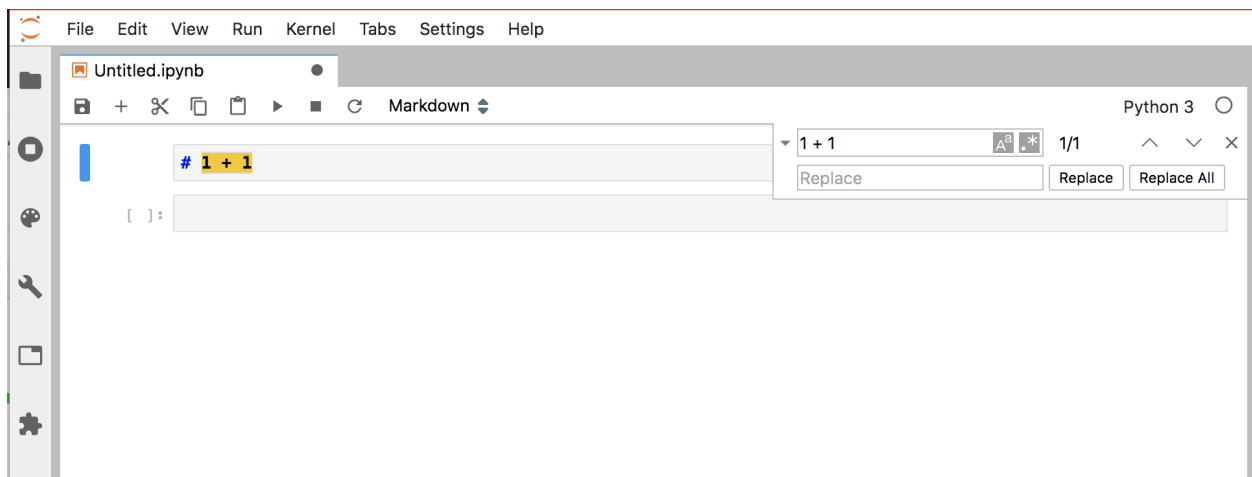 File Edit View Run Kernel Tabs Settings Help
Untitled.ipynb
Markdown
Python 3
1 + 1
Aa .* 1/1
# 1 + 1
Replace Replace Replace All
[ ]: